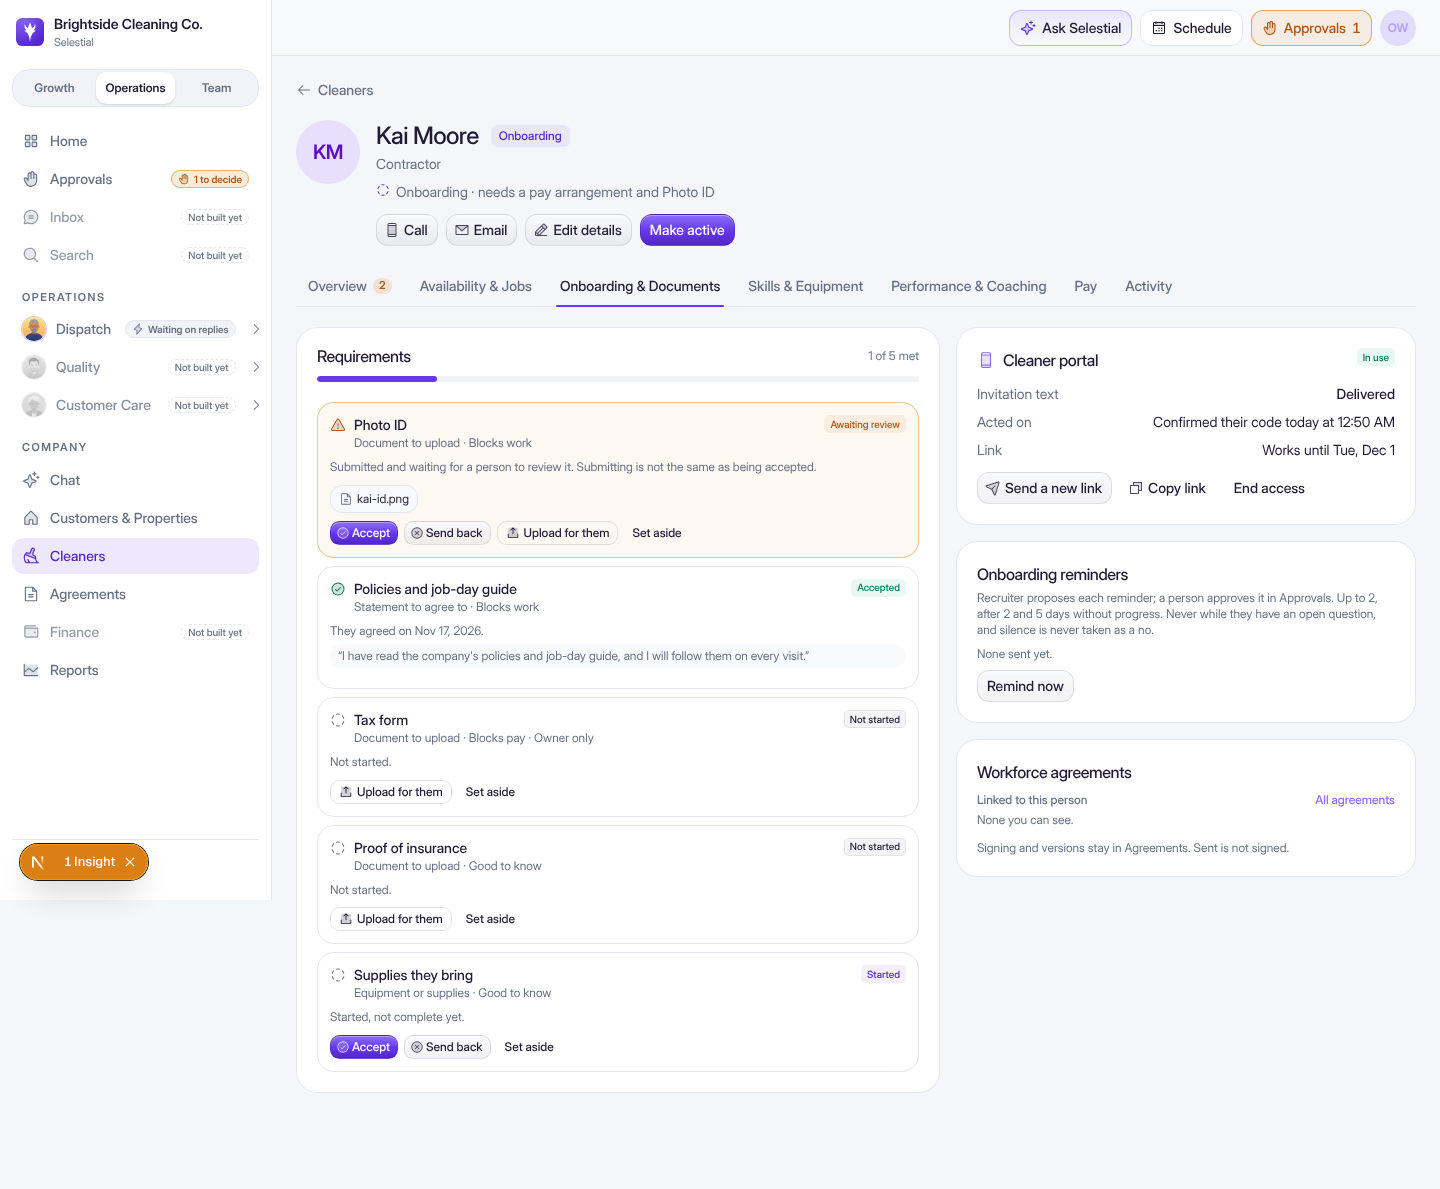 Brightside Cleaning Co.
Selestial
Growth
Operations
Team
Home
Approvals
1 to decide
Inbox
Not built yet
Search
Not built yet
OPERATIONS
Dispatch
Waiting on replies
Quality
Not built yet
Customer Care
Not built yet
COMPANY
Chat
Customers & Properties
Cleaners
Agreements
Finance
Not built yet
Reports
1 Insight
Ask Selestial
Schedule
Approvals 1
OW
Cleaners
KM
Kai Moore
Onboarding
Contractor
Onboarding · needs a pay arrangement and Photo ID
Call
Email
Edit details
Make active
Overview 2
Availability & Jobs
Onboarding & Documents
Skills & Equipment
Performance & Coaching
Pay
Activity
Requirements
1 of 5 met
Photo ID
Awaiting review
Document to upload · Blocks work
Submitted and waiting for a person to review it. Submitting is not the same as being accepted.
kai-id.png
Accept
Send back
Upload for them
Set aside
Policies and job-day guide
Accepted
Statement to agree to · Blocks work
They agreed on Nov 17, 2026.
“I have read the company's policies and job-day guide, and I will follow them on every visit.”
Tax form
Not started
Document to upload · Blocks pay · Owner only
Not started.
Upload for them
Set aside
Proof of insurance
Not started
Document to upload · Good to know
Not started.
Upload for them
Set aside
Supplies they bring
Started
Equipment or supplies · Good to know
Started, not complete yet.
Accept
Send back
Set aside
Cleaner portal
In use
Invitation text
Delivered
Acted on
Confirmed their code today at 12:50 AM
Link
Works until Tue, Dec 1
Send a new link
Copy link
End access
Onboarding reminders
Recruiter proposes each reminder; a person approves it in Approvals. Up to 2,
after 2 and 5 days without progress. Never while they have an open question,
and silence is never taken as a no.
None sent yet.
Remind now
Workforce agreements
Linked to this person
All agreements
None you can see.
Signing and versions stay in Agreements. Sent is not signed.